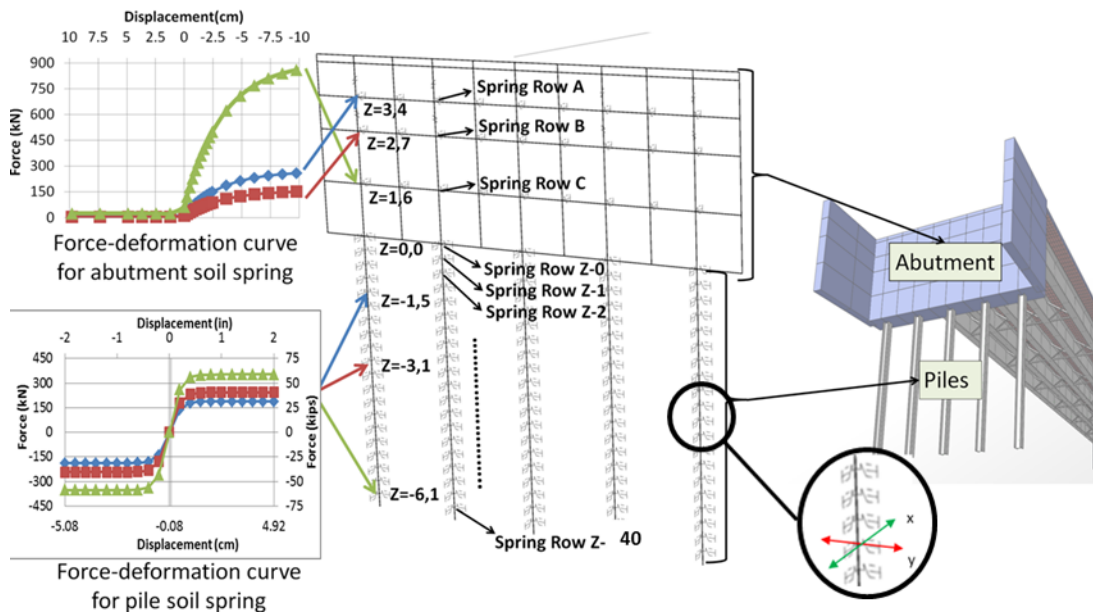 Displacement(cm)
10 7.5 5 2.5 0 -2.5 -5 -7.5 -10
900
750
600
450
300
150
0
Force (kN)
Force-deformation curve
for abutment soil spring
Displacement(in)
-2 -1 0 1 2
450
300
150
0
-150
-300
-450
Force (kN)
75
50
25
0
-25
-50
-75
Force (kips)
-5.08 -0.08 4.92
Displacement (cm)
Force-deformation curve
for pile soil spring
Spring Row A
Z=3,4
Spring Row B
Z=2,7
Spring Row C
Z=1,6
Z=0,0
Spring Row Z-0
Spring Row Z-1
Z=-1,5
Spring Row Z-2
Z=-3,1
Z=-6,1
Spring Row Z- 40
Abutment
Piles
x
y